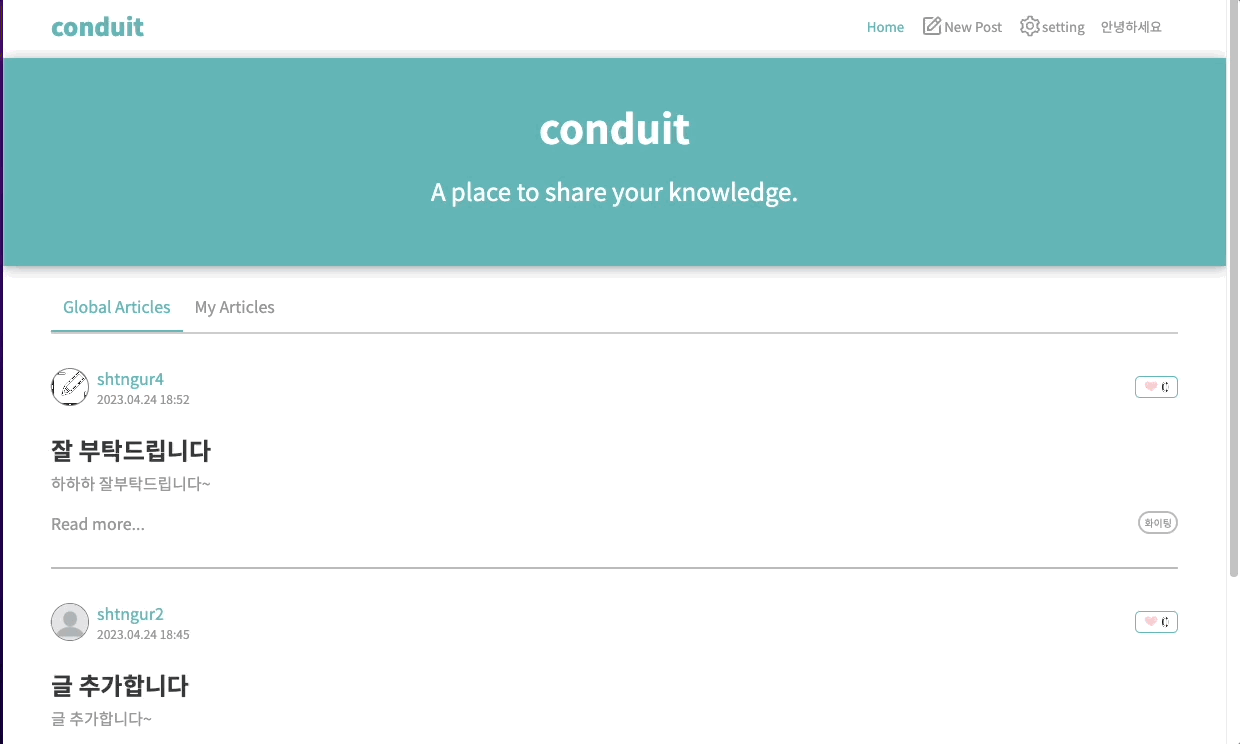 conduit
Home New Post setting 안녕하세요
conduit
A place to share your knowledge.
Global Articles My Articles
shtngur4
2023.04.24 18:52
0
잘 부탁드립니다
하하하 잘부탁드립니다~
Read more...
화이팅
shtngur2
2023.04.24 18:45
0
글 추가합니다
글 추가합니다~